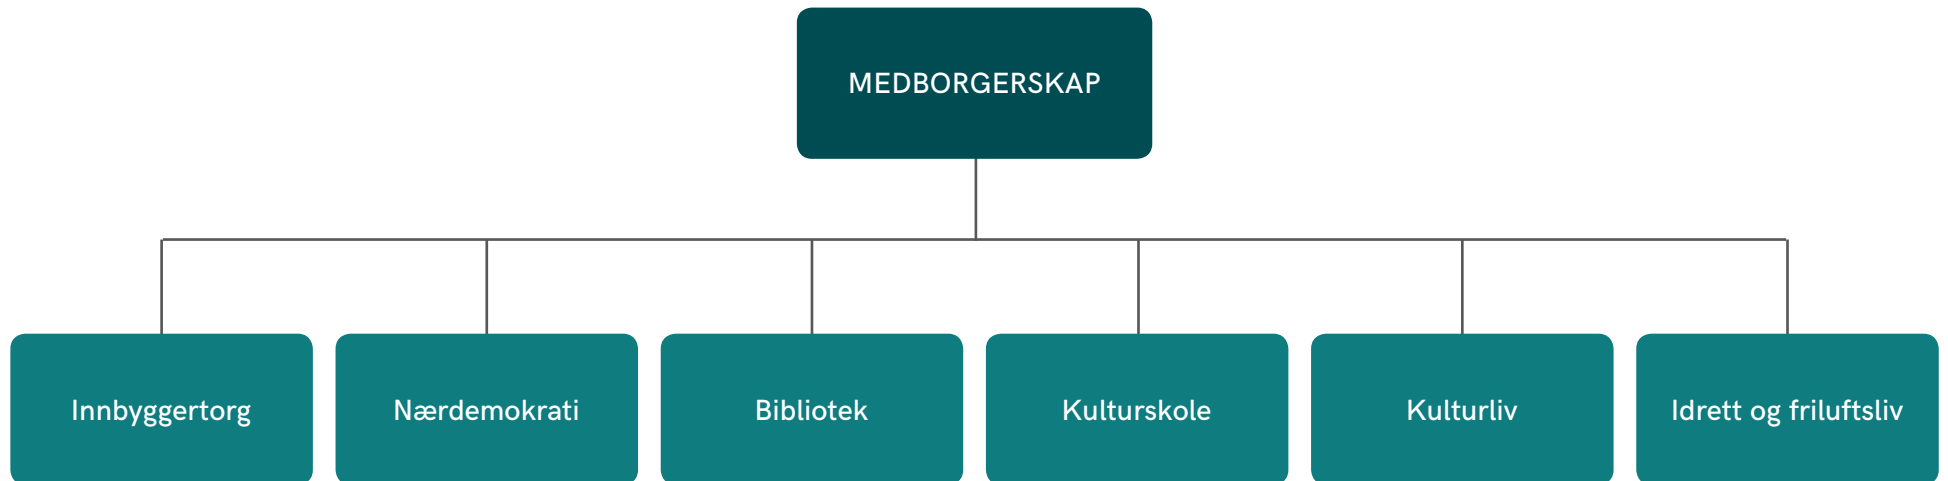 MEDBORGERSKAP
Innbyggertorg
Nærdemokrati
Bibliotek
Kulturskole
Kulturliv
Idrett og friluftsliv